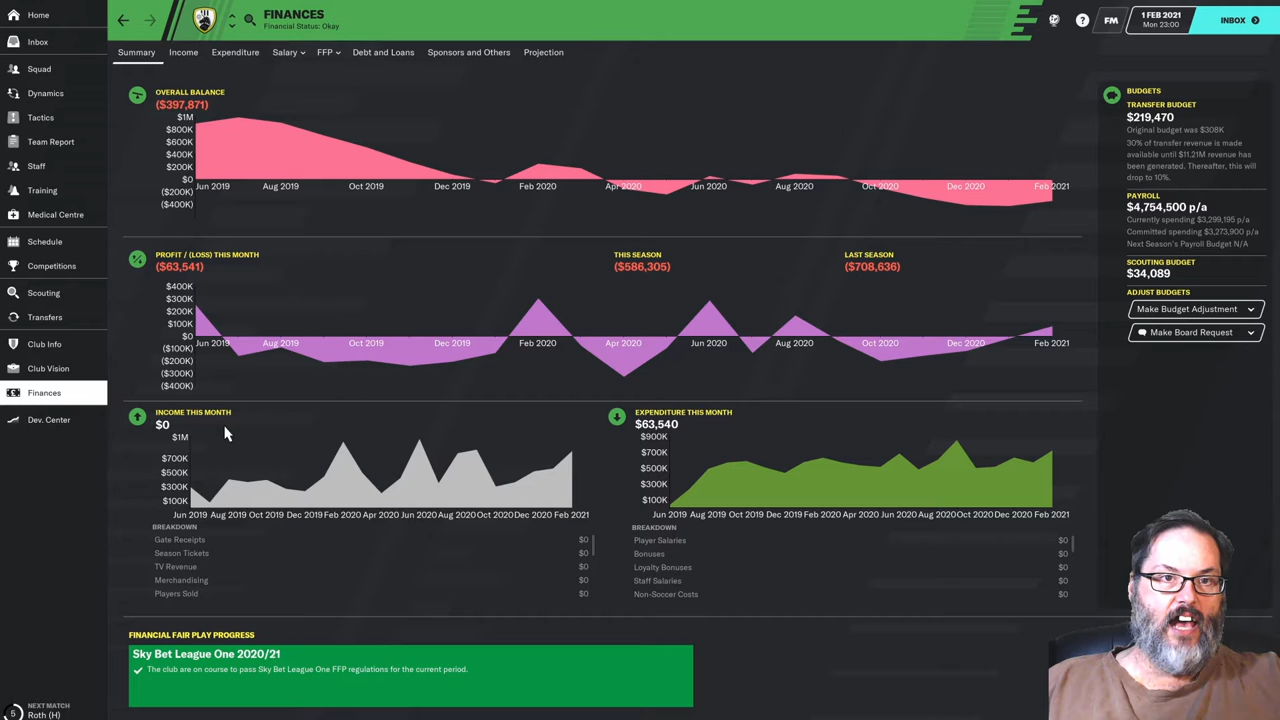 Home
Inbox
Squad
Dynamics
Tactics
Team Report
Staff
Training
Medical Centre
Schedule
Competitions
Scouting
Transfers
Club Info
Club Vision
Finances
Dev. Center
5
NEXT MATCH
Roth (H)
FINANCES
Financial Status: Okay
?
FM
1 FEB 2021
Mon 23:00
INBOX
Summary
Income
Expenditure
Salary
FFP
Debt and Loans
Sponsors and Others
Projection
OVERALL BALANCE
($397,871)
$1M
$800K
$600K
$400K
$200K
$0
($200K)
($400K)
Jun 2019
Aug 2019
Oct 2019
Dec 2019
Feb 2020
Apr 2020
Jun 2020
Aug 2020
Oct 2020
Dec 2020
Feb 2021
PROFIT / (LOSS) THIS MONTH
($63,541)
THIS SEASON
($586,305)
LAST SEASON
($708,636)
$400K
$300K
$200K
$100K
$0
($100K)
($200K)
($400K)
Jun 2019
Aug 2019
Oct 2019
Dec 2019
Feb 2020
Apr 2020
Jun 2020
Aug 2020
Oct 2020
Dec 2020
Feb 2021
INCOME THIS MONTH
$0
$1M
$700K
$500K
$300K
$100K
Jun 2019 Aug 2019 Oct 2019 Dec 2019 Feb 2020 Apr 2020 Jun 2020 Aug 2020 Oct 2020 Dec 2020 Feb 2021
BREAKDOWN
Gate Receipts $0
Season Tickets $0
TV Revenue $0
Merchandising $0
Players Sold $0
EXPENDITURE THIS MONTH
$63,540
$900K
$700K
$500K
$300K
$100K
Jun 2019 Aug 2019 Oct 2019 Dec 2019 Feb 2020 Apr 2020 Jun 2020 Aug 2020 Oct 2020 Dec 2020 Feb 2021
BREAKDOWN
Player Salaries $0
Bonuses $0
Loyalty Bonuses $0
Staff Salaries $0
Non-Soccer Costs $0
FINANCIAL FAIR PLAY PROGRESS
Sky Bet League One 2020/21
The club are on course to pass Sky Bet League One FFP regulations for the current period.
BUDGETS
TRANSFER BUDGET
$219,470
Original budget was $308K
30% of transfer revenue is made
available until $11.21M revenue has
been generated. Thereafter, this will
drop to 10%.
PAYROLL
$4,754,500 p/a
Currently spending $3,299,195 p/a
Committed spending $3,273,900 p/a
Next Season's Payroll Budget N/A
SCOUTING BUDGET
$34,089
ADJUST BUDGETS
Make Budget Adjustment
Make Board Request